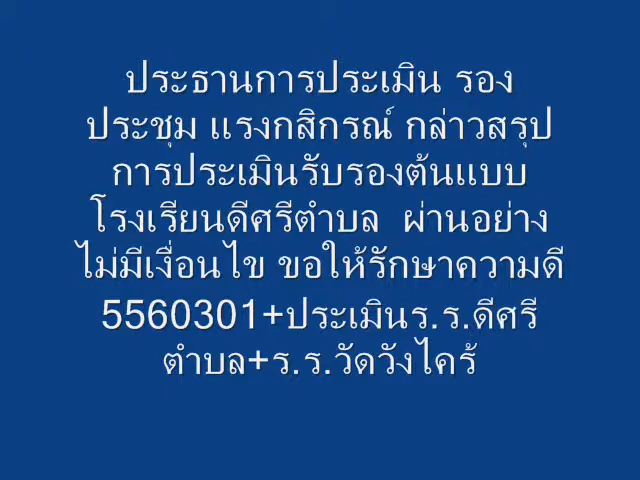 ประธานการประเมิน รอง
ประชุม แรงกสิกรณ์ กล่าวสรุป
การประเมินรับรองต้นแบบ
โรงเรียนดีศรีตำบล ผ่านอย่าง
ไม่มีเงื่อนไข ขอให้รักษาความดี
5560301+ประเมินร.ร.ดีศรี
ตำบล+ร.ร.วัดวังไคร้